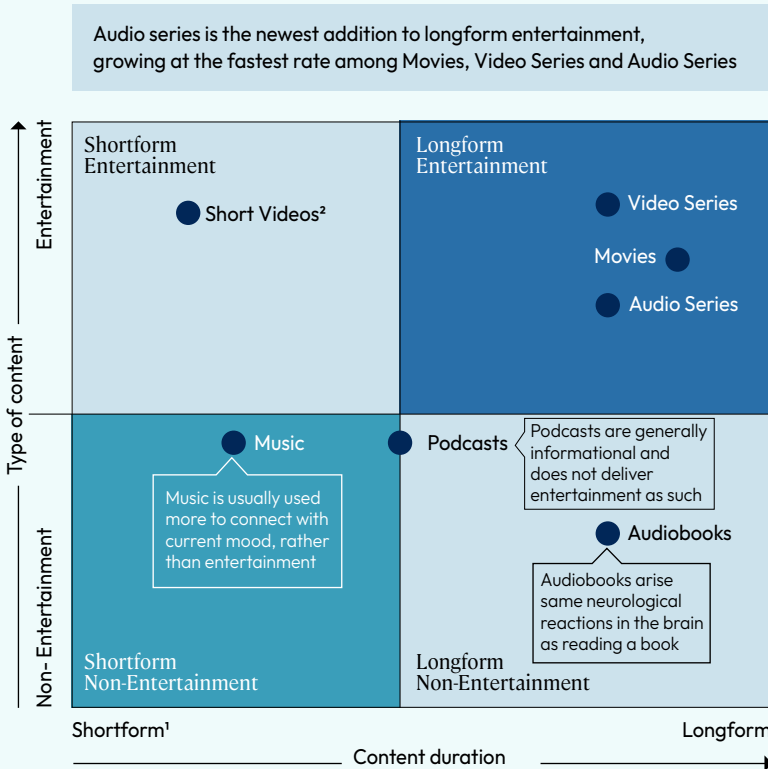 Audio series is the newest addition to longform entertainment,
growing at the fastest rate among Movies, Video Series and Audio Series
Entertainment
Type of content
Non- Entertainment
Shortform
Entertainment
Short Videos²
Longform
Entertainment
Video Series
Movies
Audio Series
Music
Music is usually used
more to connect with
current mood, rather
than entertainment
Shortform
Non-Entertainment
Podcasts
Podcasts are generally
informational and
does not deliver
entertainment as such
Audiobooks
Audiobooks arise
same neurological
reactions in the brain
as reading a book
Longform
Non-Entertainment
Shortform¹
Longform
Content duration